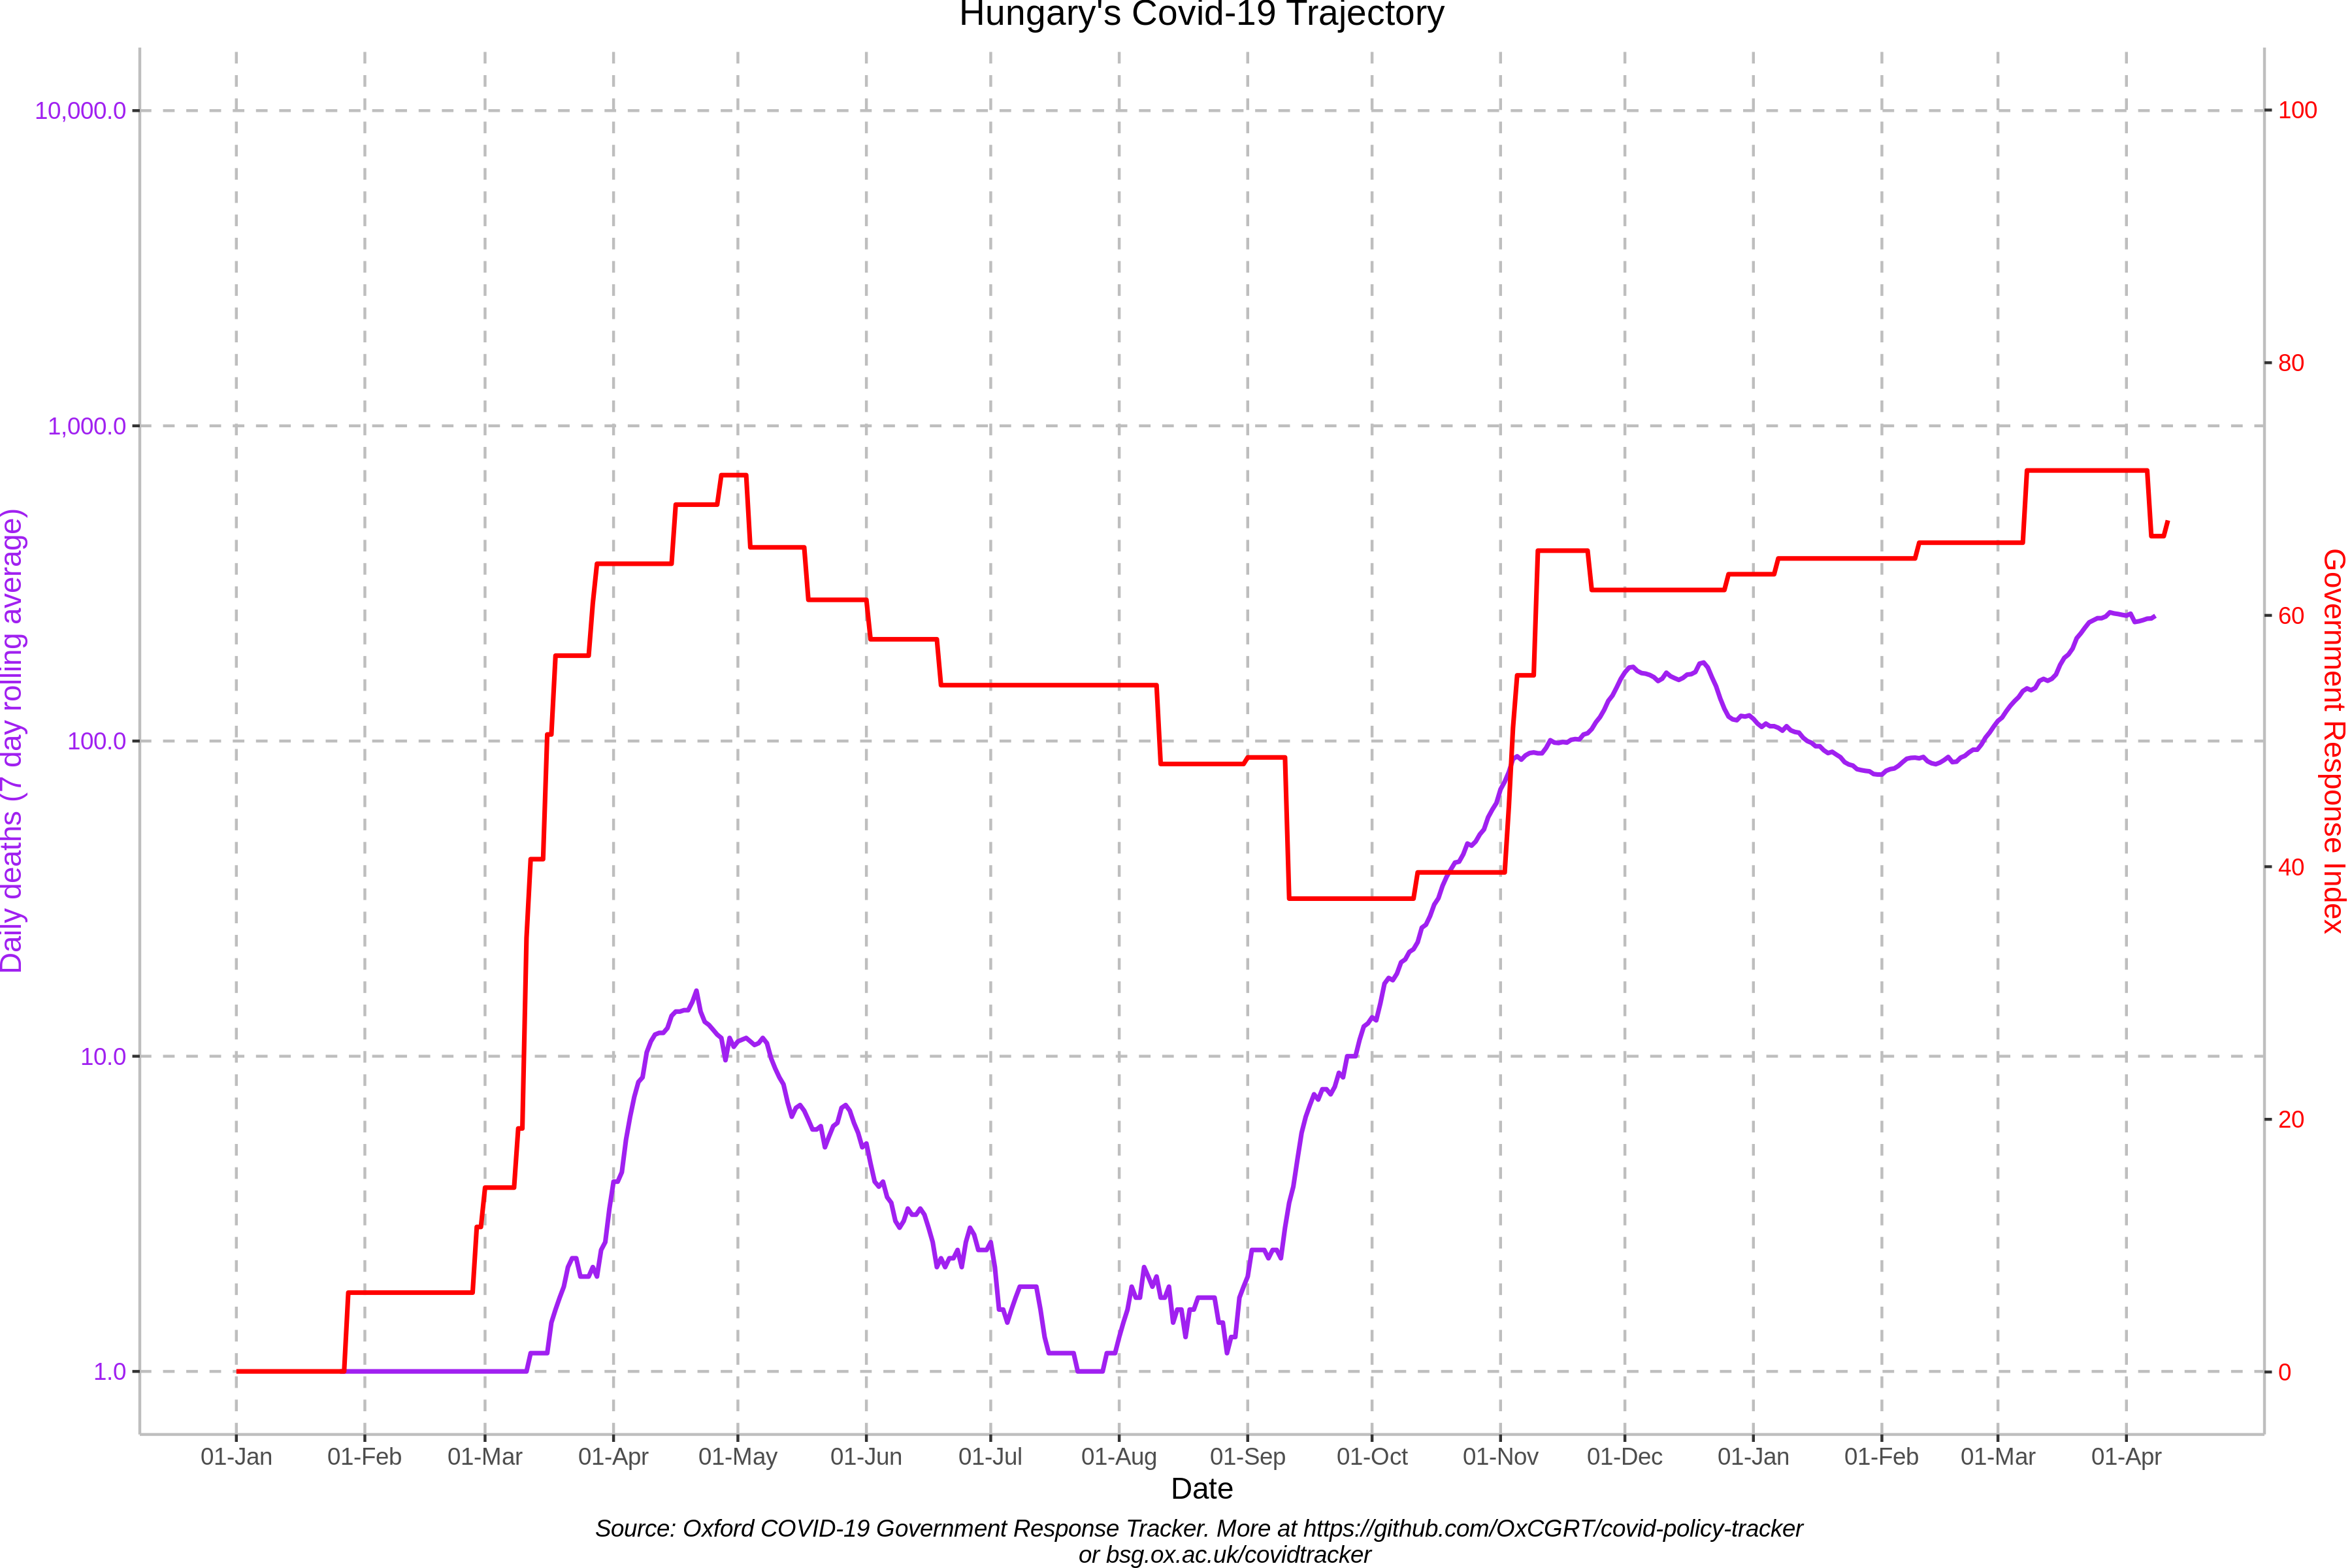 Hungary's Covid-19 Trajectory
10,000.0
1,000.0
100.0
10.0
1.0
Daily deaths (7 day rolling average)
100
80
60
40
20
0
Government Response Index
01-Jan 01-Feb 01-Mar 01-Apr 01-May 01-Jun 01-Jul 01-Aug 01-Sep 01-Oct 01-Nov 01-Dec 01-Jan 01-Feb 01-Mar 01-Apr
Date
Source: Oxford COVID-19 Government Response Tracker. More at https://github.com/OxCGRT/covid-policy-tracker
or bsg.ox.ac.uk/covidtracker